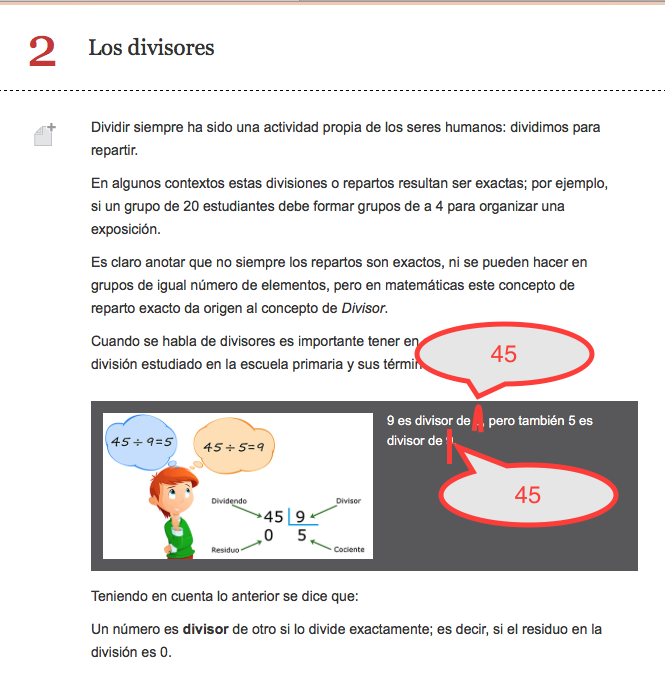 2 Los divisores
Dividir siempre ha sido una actividad propia de los seres humanos: dividimos para
repartir.
En algunos contextos estas divisiones o repartos resultan ser exactas; por ejemplo,
si un grupo de 20 estudiantes debe formar grupos de a 4 para organizar una
exposición.
Es claro anotar que no siempre los repartos son exactos, ni se pueden hacer en
grupos de igual número de elementos, pero en matemáticas este concepto de
reparto exacto da origen al concepto de Divisor.
Cuando se habla de divisores es importante tener en
división estudiado en la escuela primaria y sus
45
9 es divisor de pero también 5 es
divisor de
45
45 ÷ 9=5
45 ÷ 5=9
Dividendo
Divisor
45 9
0 5
Residuo
Cociente
Teniendo en cuenta lo anterior se dice que:
Un número es divisor de otro si lo divide exactamente; es decir, si el residuo en la
división es 0.